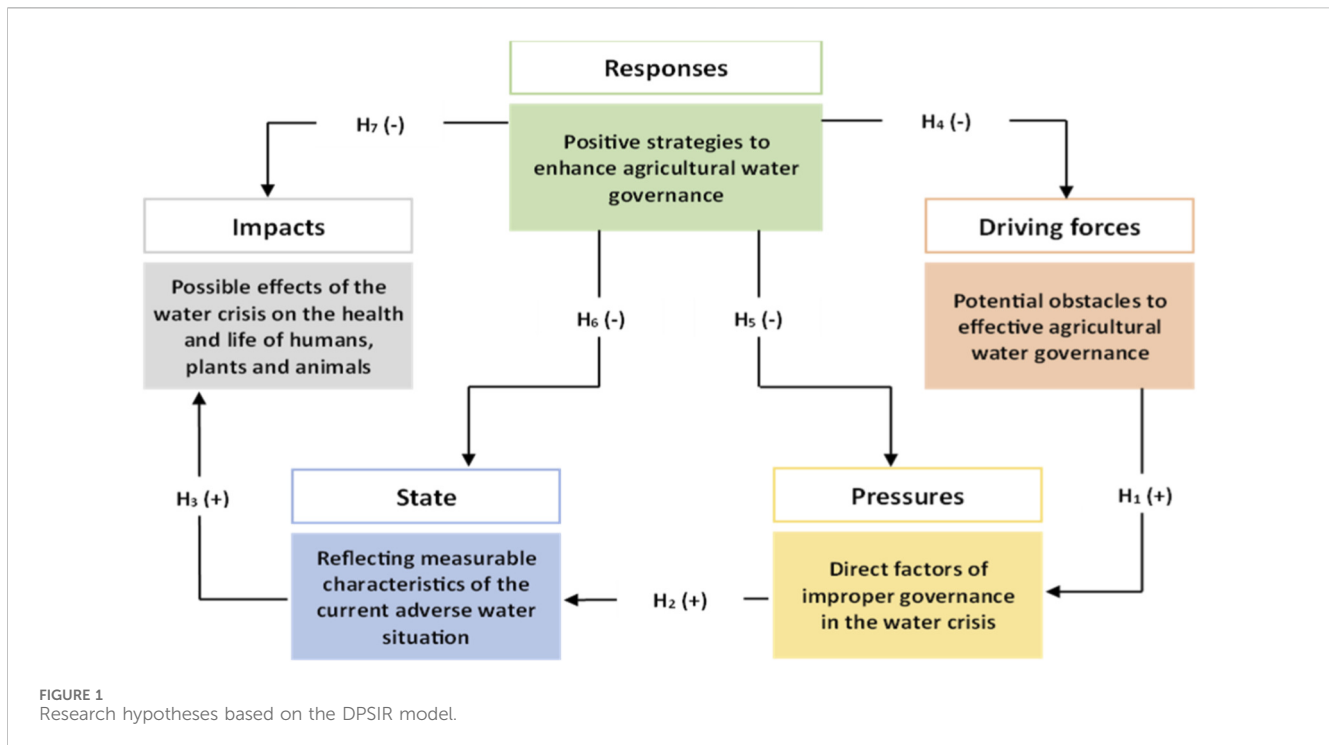 Responses
Positive strategies to
enhance agricultural water
governance
H₇ (-)
H₄ (-)
Impacts
Possible effects of the
water crisis on the health
and life of humans,
plants and animals
Driving forces
Potential obstacles to
effective agricultural
water governance
H₆ (-)
H₅ (-)
H₃ (+)
H₁ (+)
State
Reflecting measurable
characteristics of the
current adverse water
situation
H₂ (+)
Pressures
Direct factors of
improper governance
in the water crisis
FIGURE 1
Research hypotheses based on the DPSIR model.